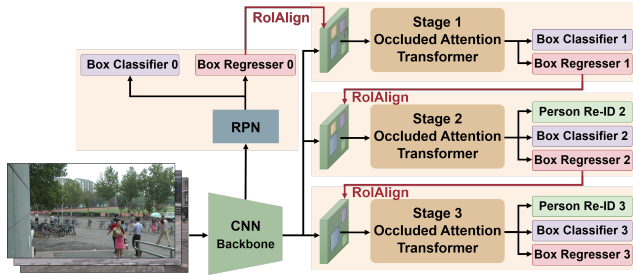 RoIAlign
Box Classifier 0
Box Regresser 0
RPN
CNN
Backbone
Stage 1
Occluded Attention
Transformer
Box Classifier 1
Box Regresser 1
RoIAlign
Stage 2
Occluded Attention
Transformer
Person Re-ID 2
Box Classifier 2
Box Regresser 2
RoIAlign
Stage 3
Occluded Attention
Transformer
Person Re-ID 3
Box Classifier 3
Box Regresser 3